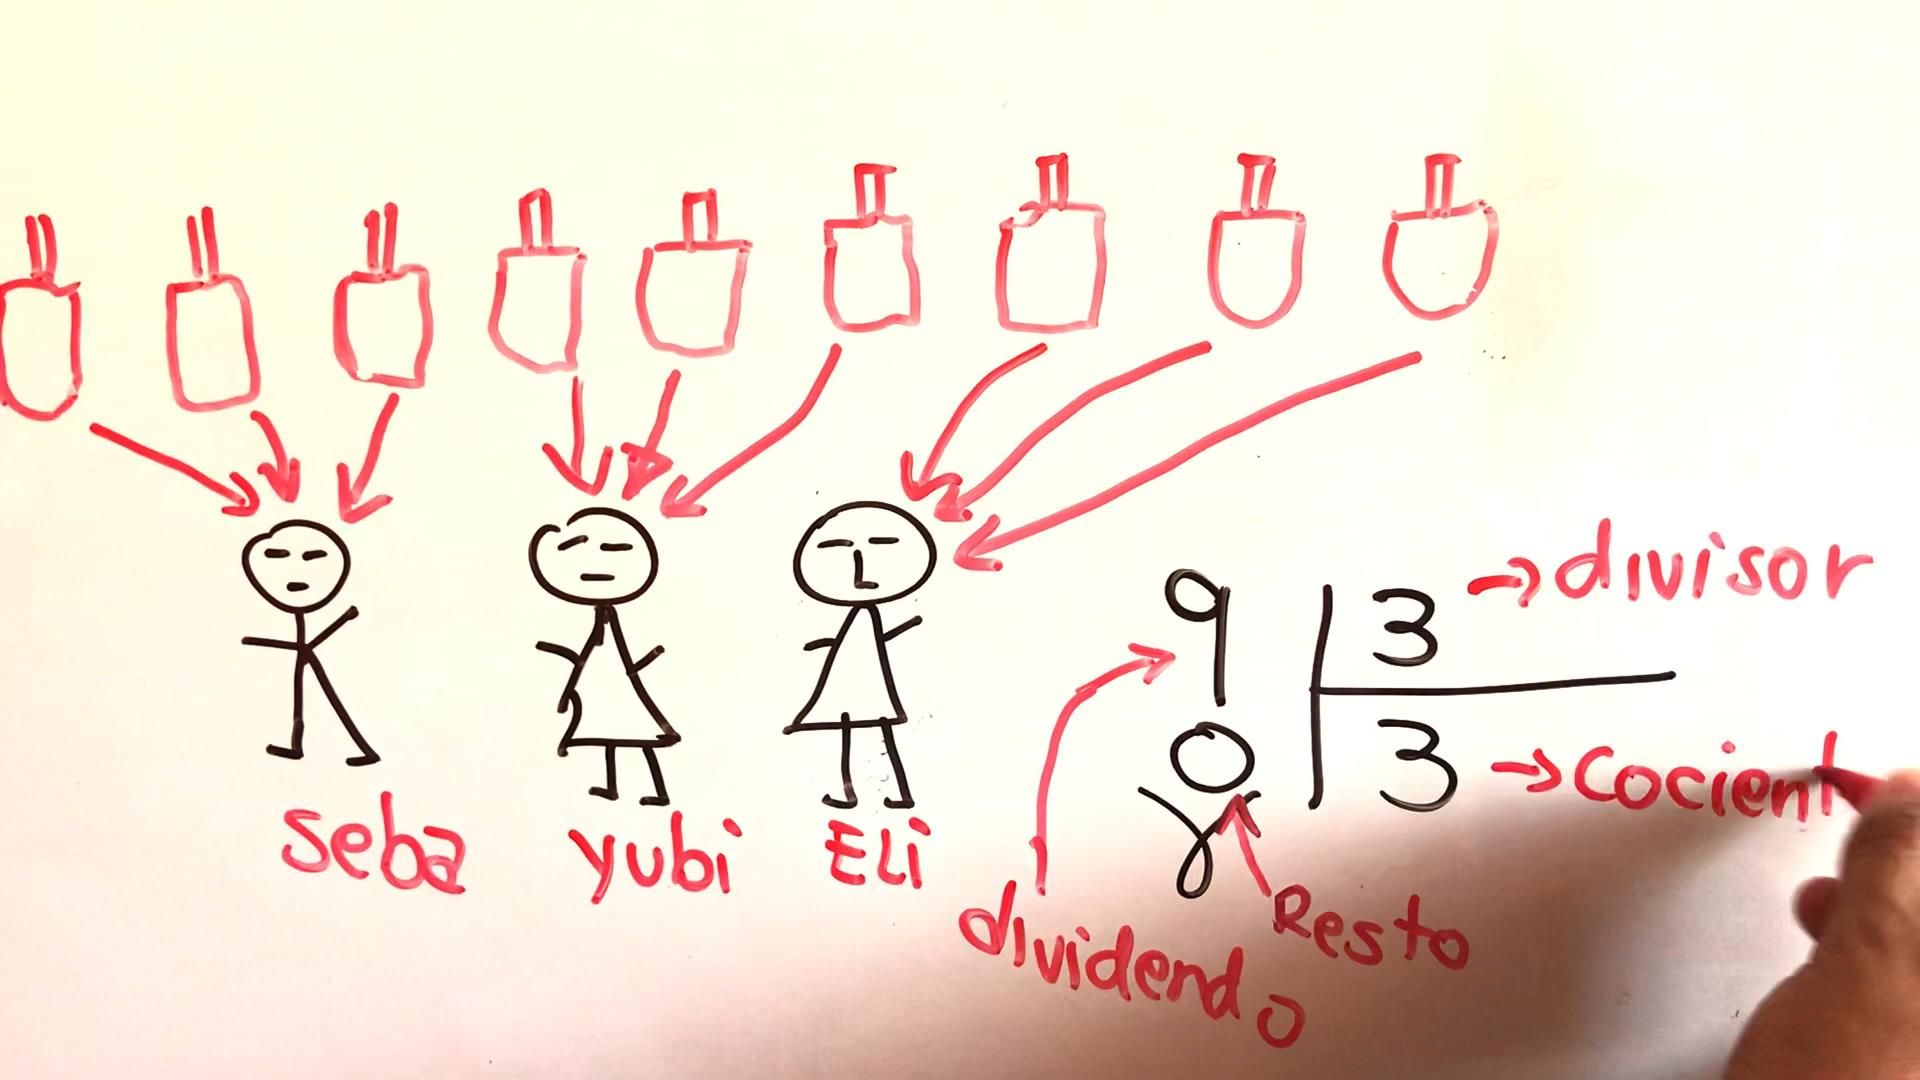 9 3 → divisor
0 3 → Cocient
Seba yubi ELi
dividendo Resto